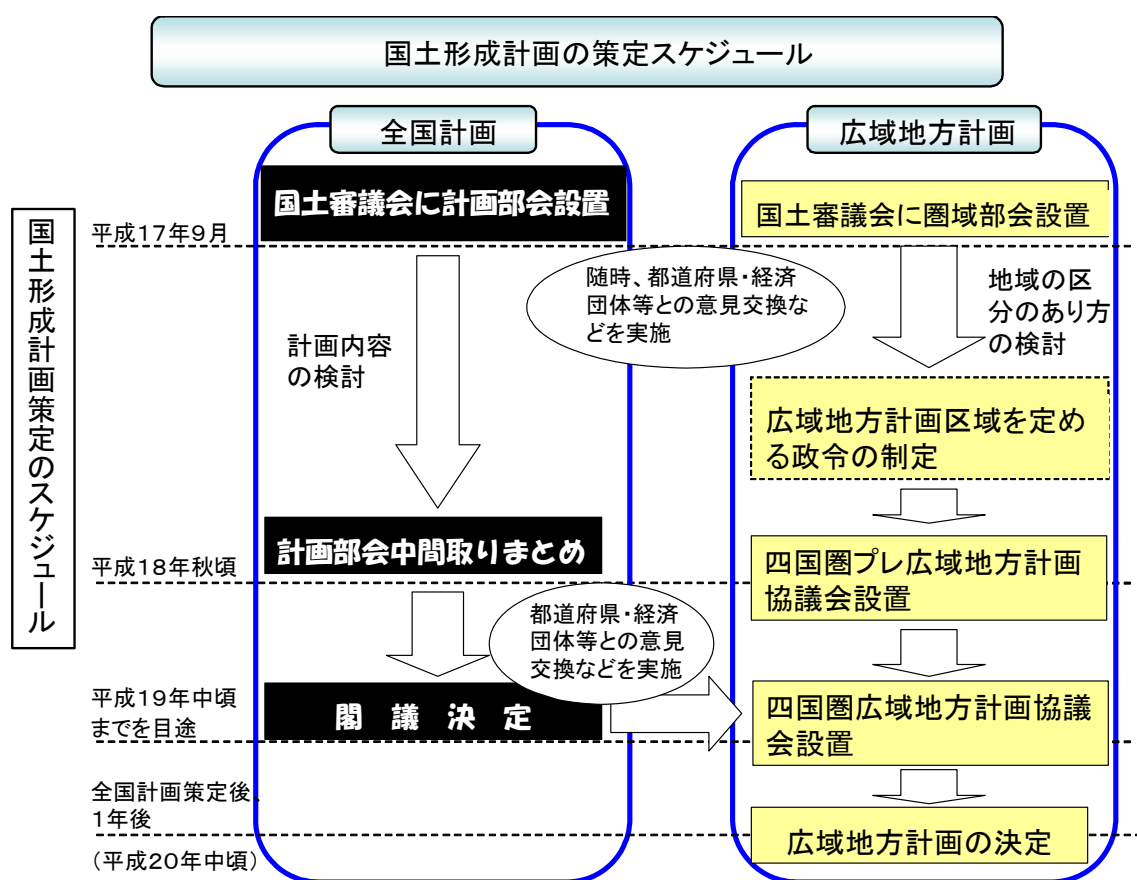 国土形成計画の策定スケジュール
国土形成計画策定のスケジュール
全国計画
広域地方計画
国土審議会に計画部会設置
国土審議会に圏域部会設置
平成17年9月
随時、都道府県・経済
団体等との意見交換な
どを実施
計画内容
の検討
地域の区
分のあり方
の検討
広域地方計画区域を定め
る政令の制定
計画部会中間取りまとめ
平成18年秋頃
四国圏プレ広域地方計画
協議会設置
都道府県・経済
団体等との意見
交換などを実施
平成19年中頃
までを目途
閣議決定
四国圏広域地方計画協議
会設置
全国計画策定後、
1年後
(平成20年中頃)
広域地方計画の決定